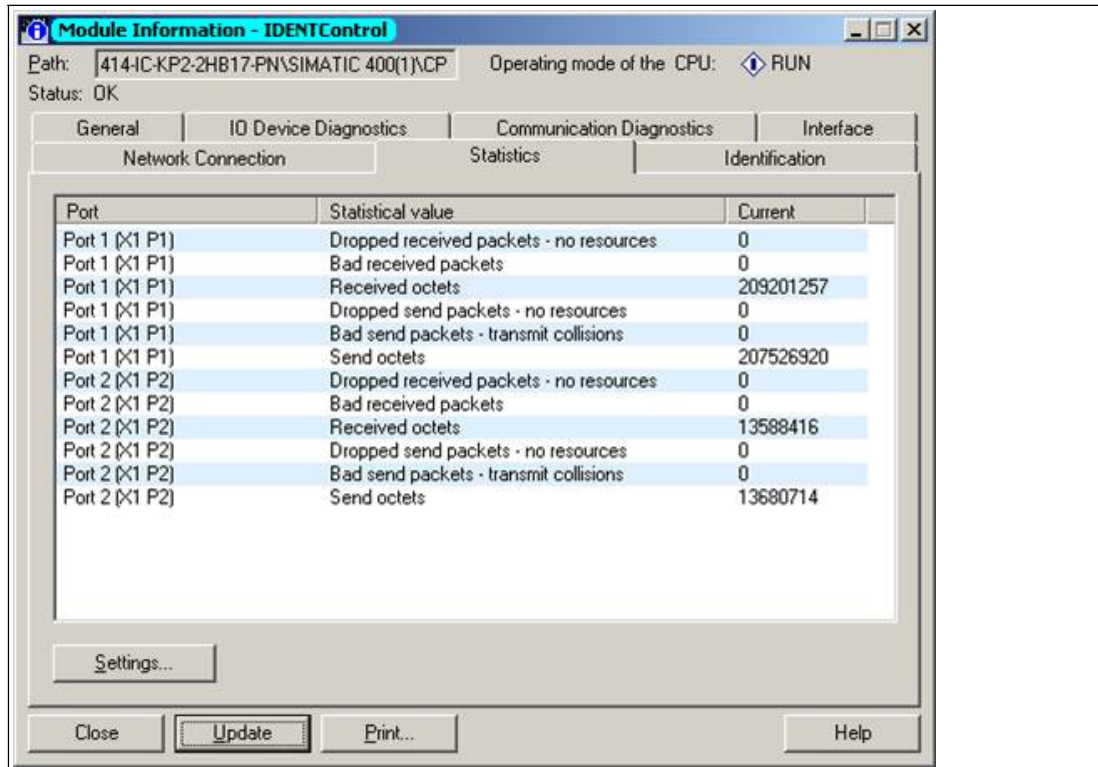 Module Information - IDENTControl
Path: 414-IC-KP2-2HB17-PN\SIMATIC 400(1)\CP Operating mode of the CPU: RUN
Status: OK
General IO Device Diagnostics Communication Diagnostics Interface
Network Connection Statistics Identification
Port Statistical value Current
Port 1 (X1 P1) Dropped received packets - no resources 0
Port 1 (X1 P1) Bad received packets 0
Port 1 (X1 P1) Received octets 209201257
Port 1 (X1 P1) Dropped send packets - no resources 0
Port 1 (X1 P1) Bad send packets - transmit collisions 0
Port 1 (X1 P1) Send octets 207526920
Port 2 (X1 P2) Dropped received packets - no resources 0
Port 2 (X1 P2) Bad received packets 0
Port 2 (X1 P2) Received octets 13588416
Port 2 (X1 P2) Dropped send packets - no resources 0
Port 2 (X1 P2) Bad send packets - transmit collisions 0
Port 2 (X1 P2) Send octets 13680714
Settings...
Close Update Print... Help